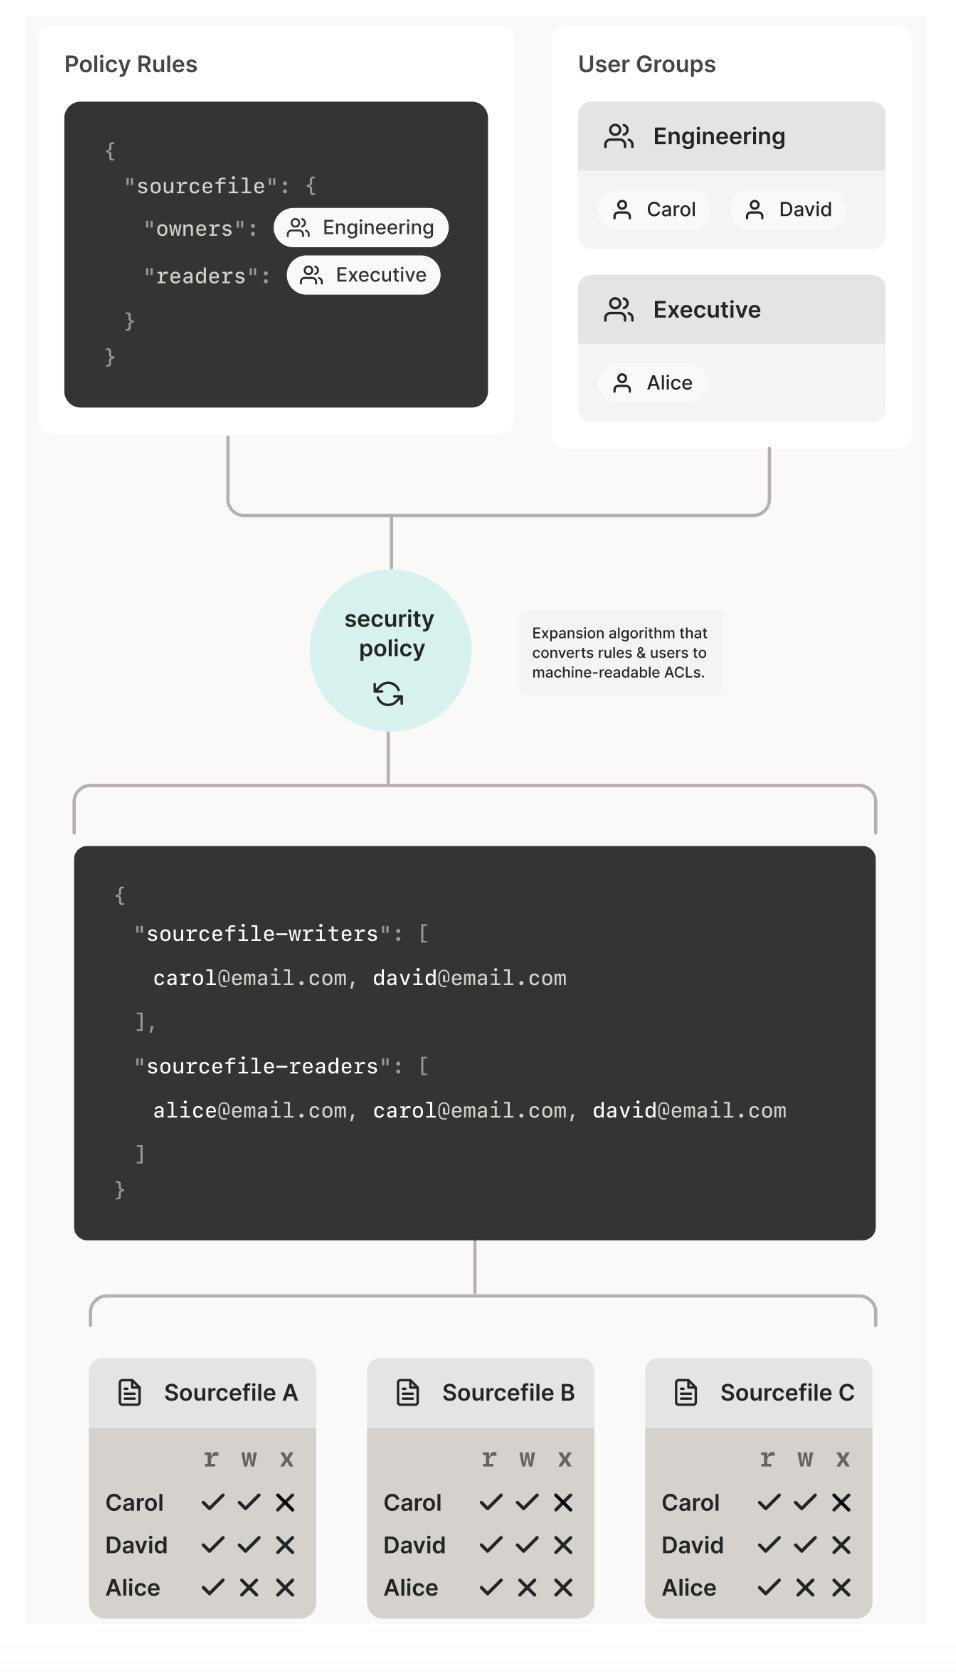 Policy Rules
{
"sourcefile": {
"owners": Engineering
"readers": Executive
}
}
User Groups
Engineering
Carol David
Executive
Alice
security
policy
Expansion algorithm that
converts rules & users to
machine-readable ACLs.
{
"sourcefile-writers": [
carol@email.com, david@email.com
],
"sourcefile-readers": [
alice@email.com, carol@email.com, david@email.com
]
}
Sourcefile A
r w x
Carol ✓ ✓ ✕
David ✓ ✓ ✕
Alice ✓ ✕ ✕
Sourcefile B
r w x
Carol ✓ ✓ ✕
David ✓ ✓ ✕
Alice ✓ ✕ ✕
Sourcefile C
r w x
Carol ✓ ✓ ✕
David ✓ ✓ ✕
Alice ✓ ✕ ✕